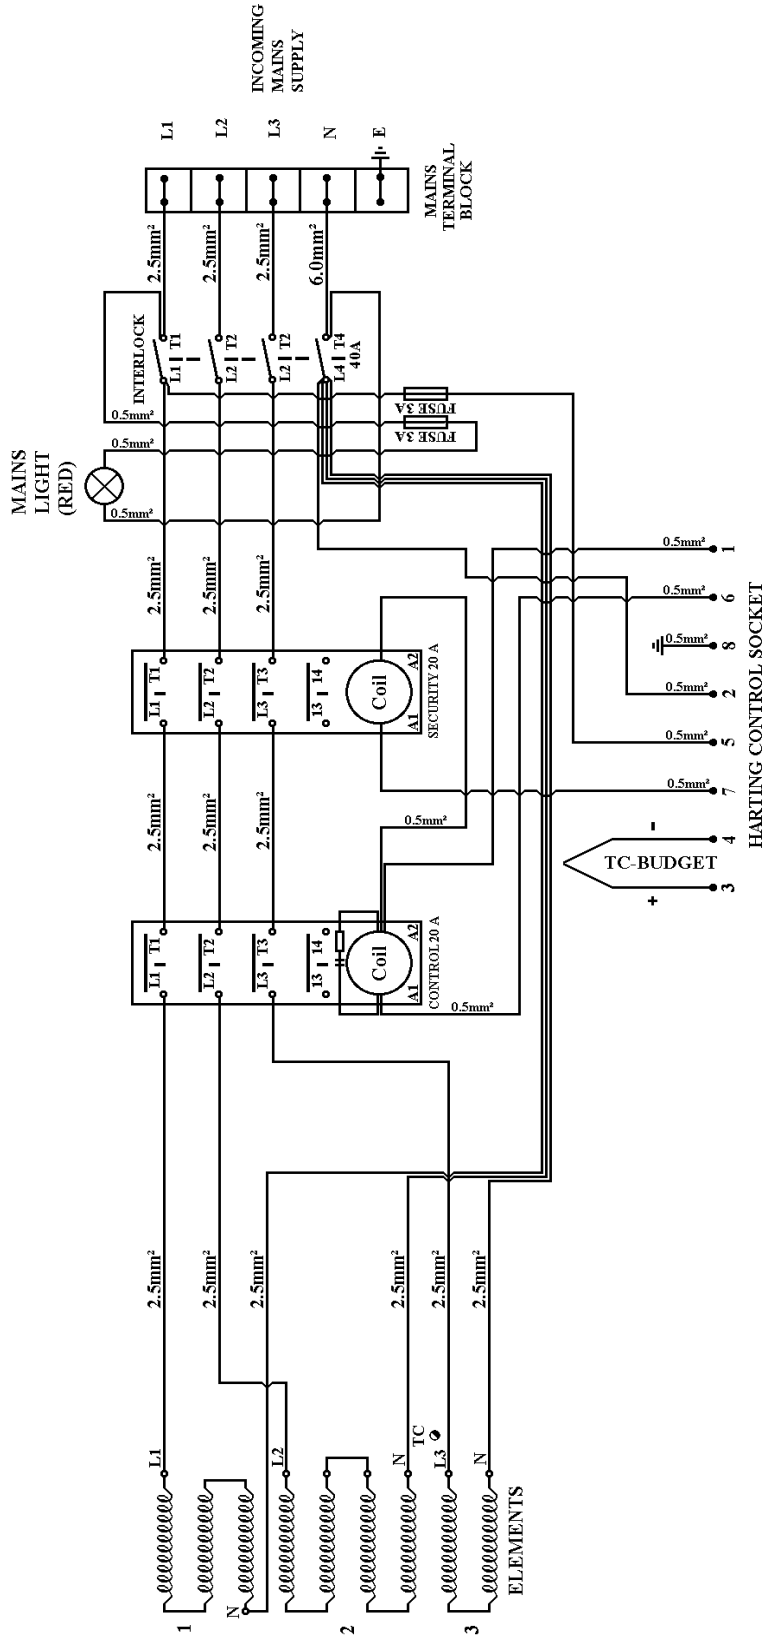 INCOMING
MAINS
SUPPLY
L1
L2
L3
N
E
MAINS
TERMINAL
BLOCK
2.5mm²
2.5mm²
2.5mm²
6.0mm²
INTERLOCK
L1 T1
L2 T2
L2 T2
L4 T4
40A
FUSE 3A
FUSE 3A
0.5mm²
0.5mm²
0.5mm²
MAINS
LIGHT
(RED)
2.5mm²
2.5mm²
2.5mm²
L1 T1
L2 T2
L3 T3
13 14
Coil
A1 A2
SECURITY 20 A
2.5mm²
2.5mm²
2.5mm²
0.5mm²
L1 T1
L2 T2
L3 T3
13 14
Coil
A1 A2
CONTROL 20 A
0.5mm²
0.5mm²
0.5mm²
0.5mm²
0.5mm²
0.5mm²
0.5mm²
1
6
8
2
5
7
4
3
-
+
TC-BUDGET
HARTING CONTROL SOCKET
2.5mm²
2.5mm²
2.5mm²
2.5mm²
2.5mm²
2.5mm²
L1
N
L2
N
TC
L3
N
1
2
3
ELEMENTS